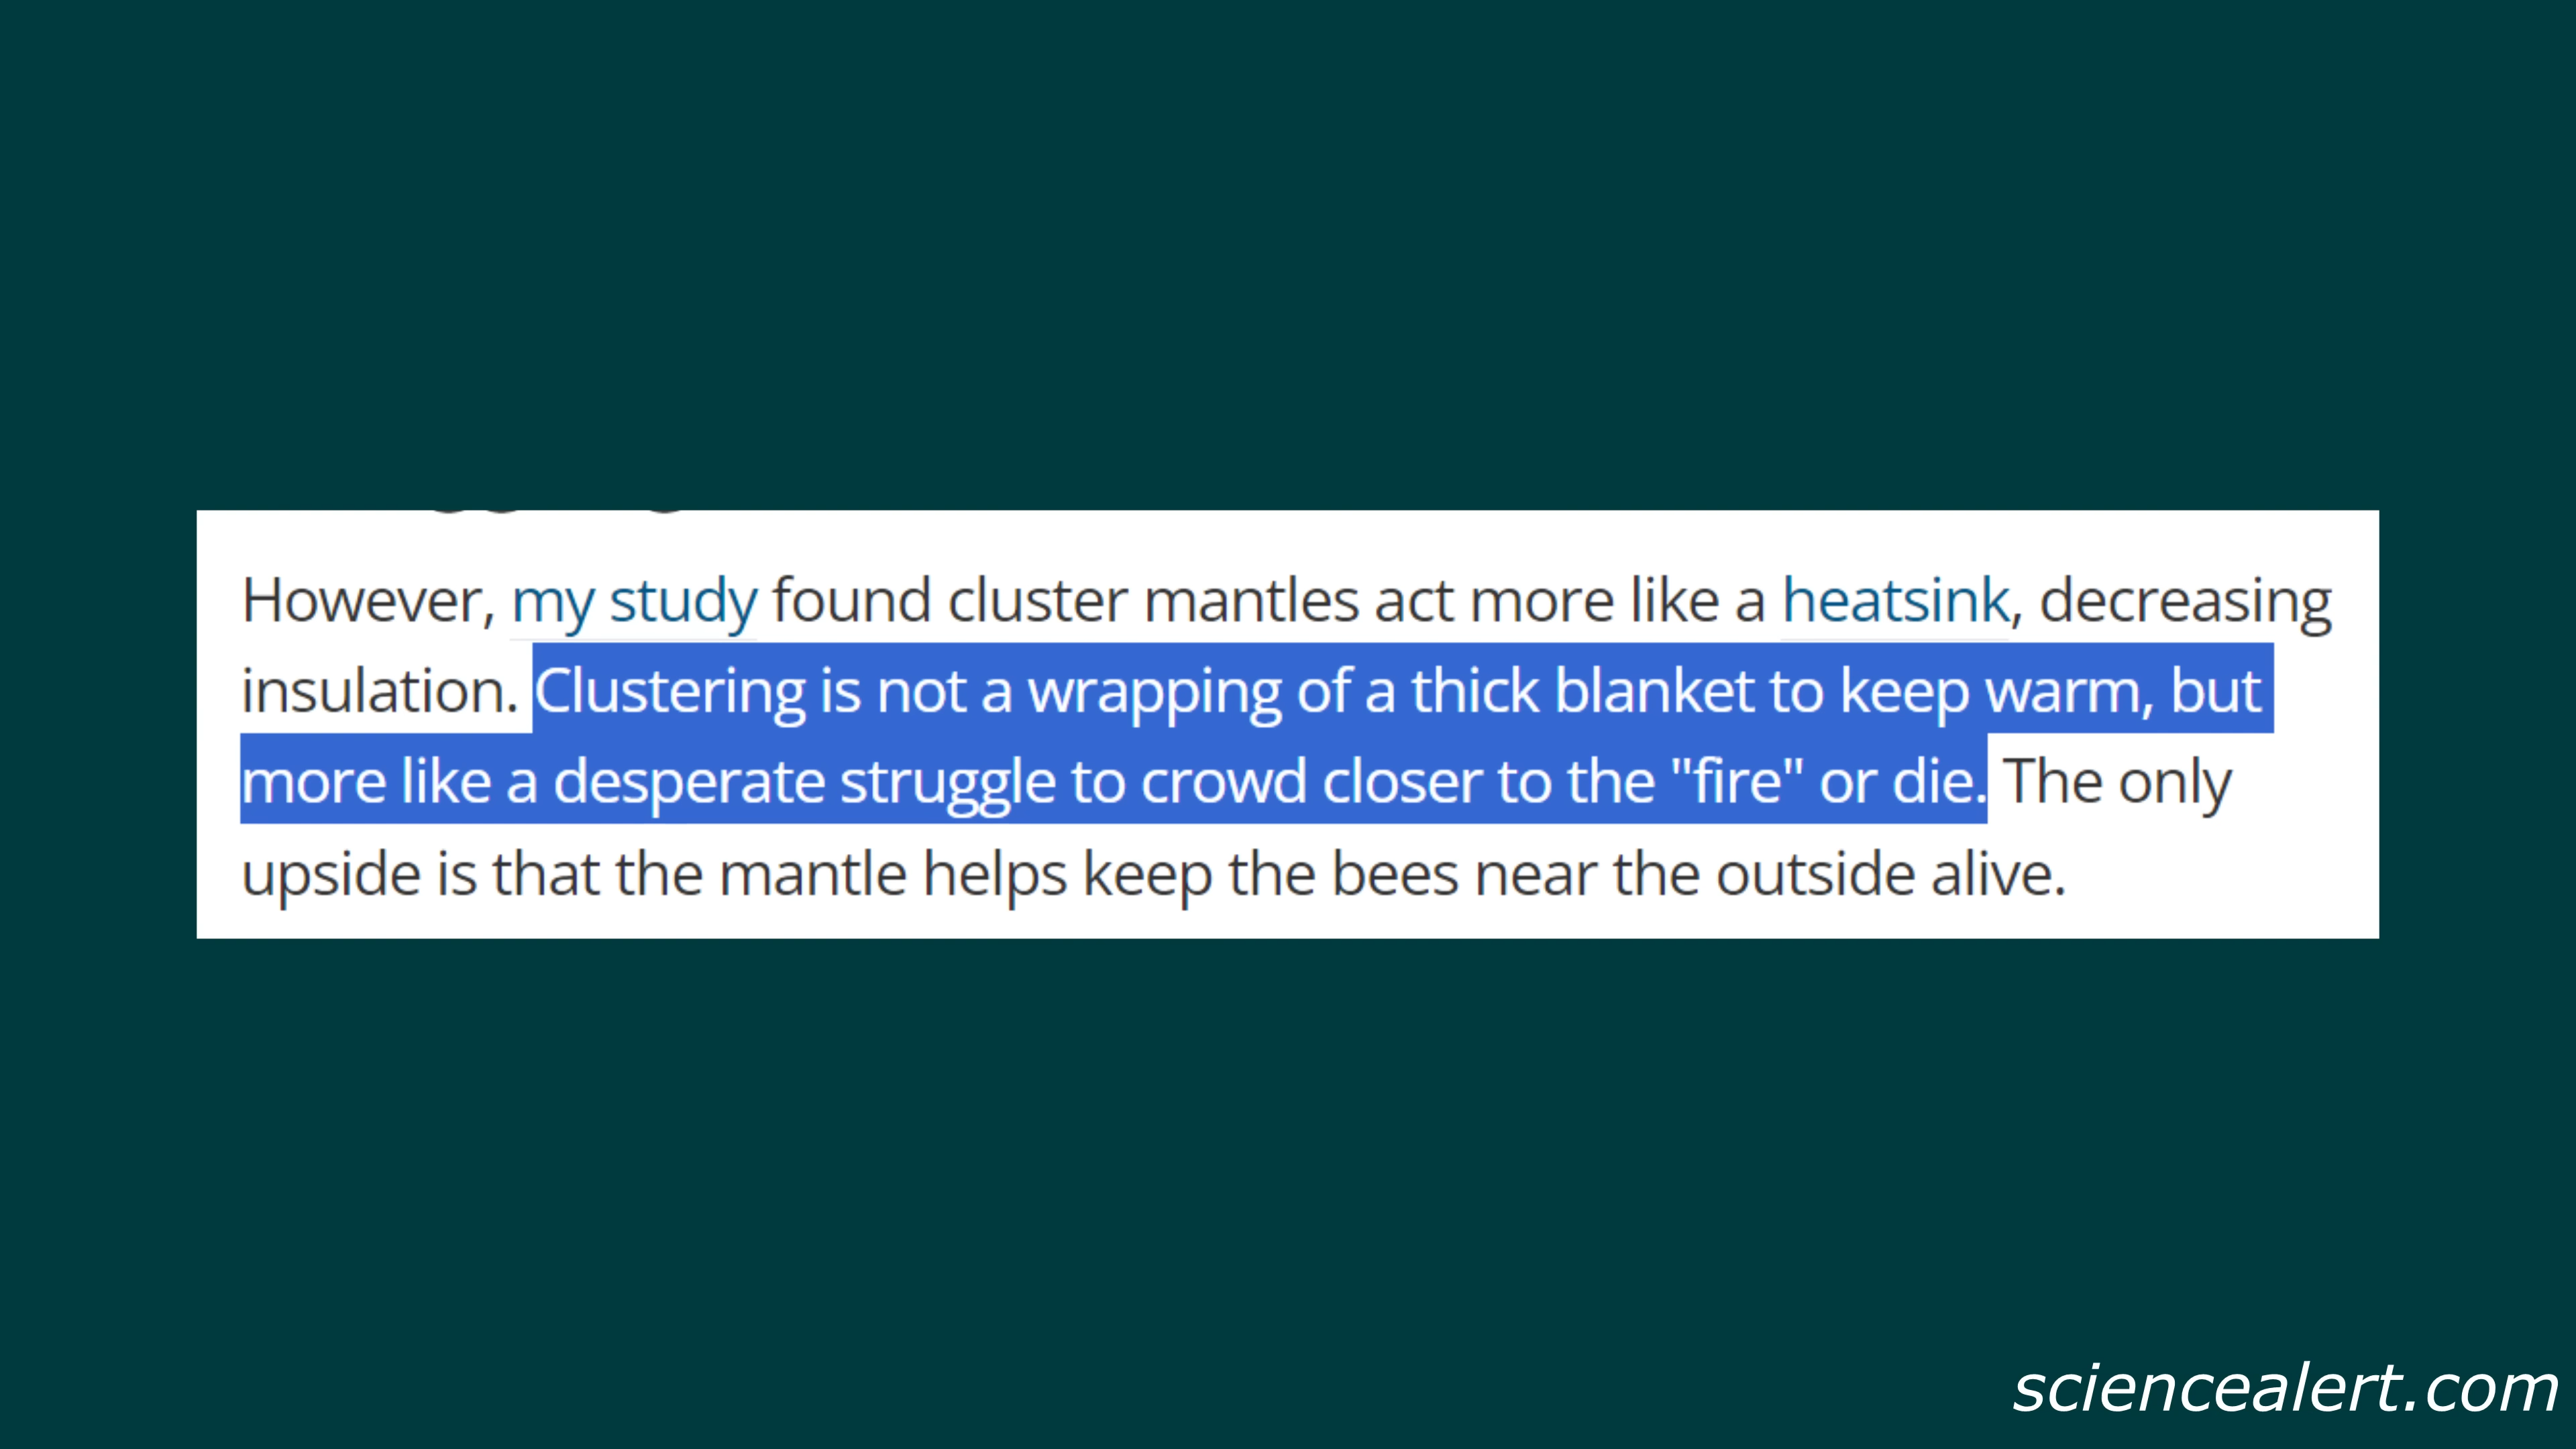 However, my study found cluster mantles act more like a heatsink, decreasing
insulation. Clustering is not a wrapping of a thick blanket to keep warm, but
more like a desperate struggle to crowd closer to the "fire" or die. The only
upside is that the mantle helps keep the bees near the outside alive.
sciencealert.com